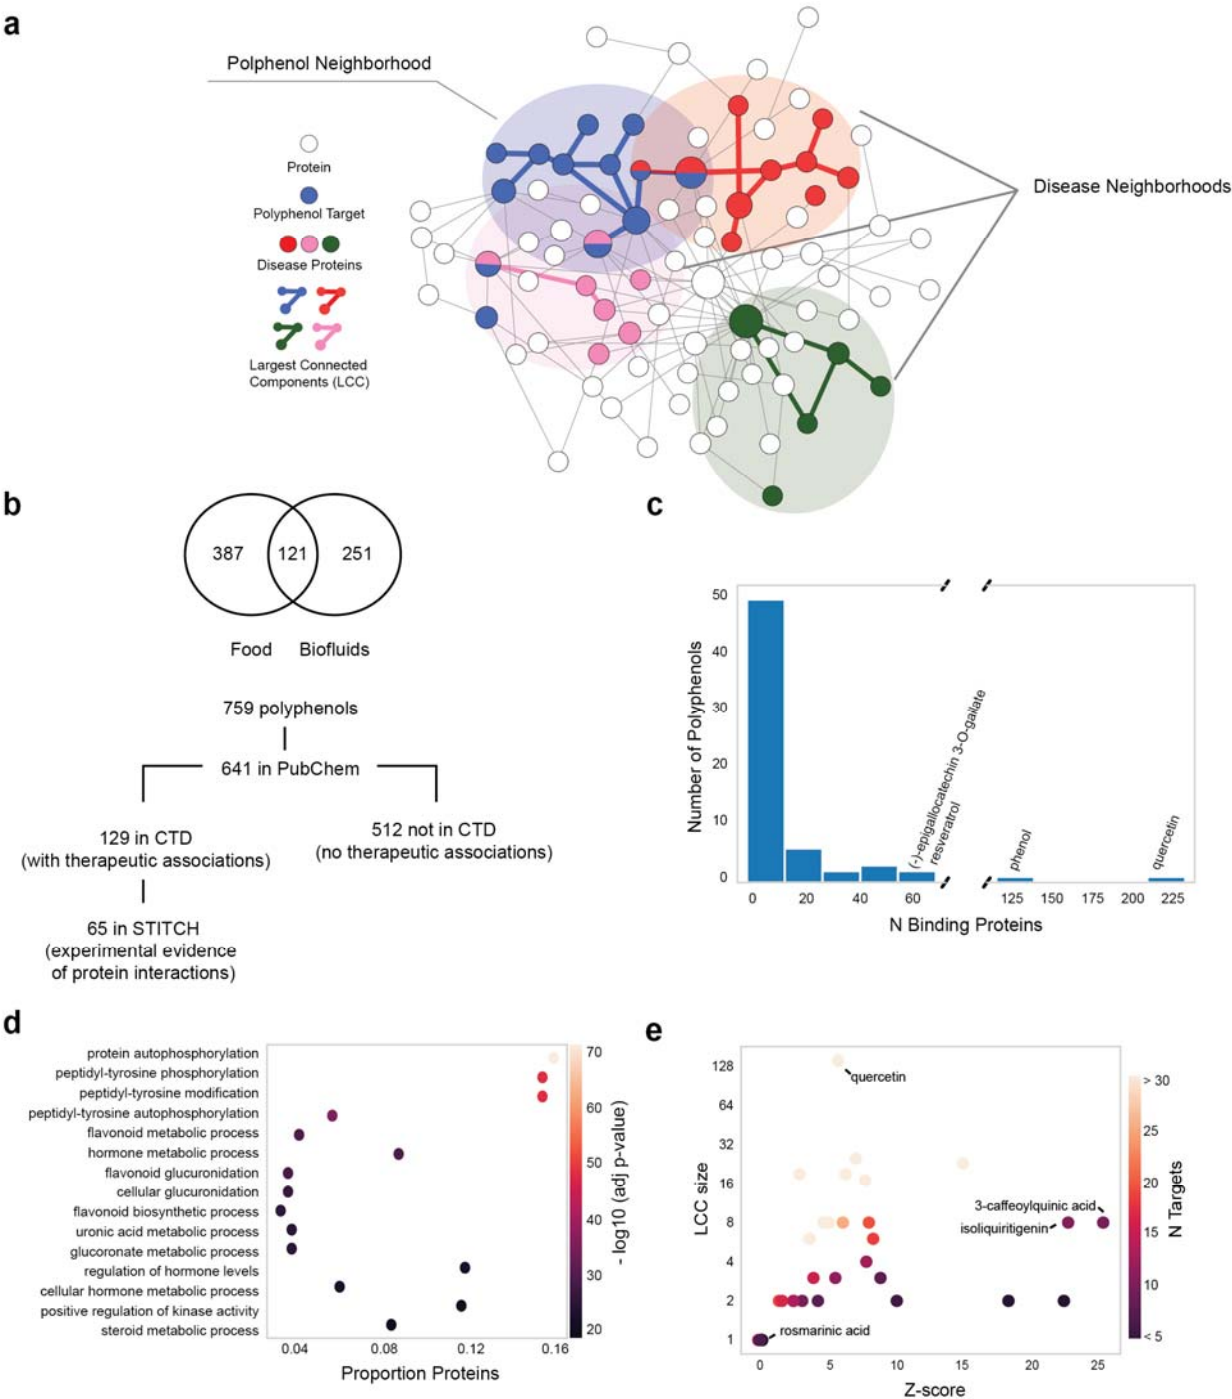 a
Polphenol Neighborhood
Protein
Polyphenol Target
Disease Proteins
Largest Connected
Components (LCC)
Disease Neighborhoods
b
387
121
251
Food
Biofluids
759 polyphenols
641 in PubChem
129 in CTD
(with therapeutic associations)
512 not in CTD
(no therapeutic associations)
65 in STITCH
(experimental evidence
of protein interactions)
c
Number of Polyphenols
50
40
30
20
10
0
(-)-epigallocatechin 3-O-gallate
resveratrol
phenol
quercetin
0
20
40
60
125
150
175
200
225
N Binding Proteins
d
protein autophosphorylation
peptidyl-tyrosine phosphorylation
peptidyl-tyrosine modification
peptidyl-tyrosine autophosphorylation
flavonoid metabolic process
hormone metabolic process
flavonoid glucuronidation
cellular glucuronidation
flavonoid biosynthetic process
uronic acid metabolic process
glucoronate metabolic process
regulation of hormone levels
cellular hormone metabolic process
positive regulation of kinase activity
steroid metabolic process
0.04
0.08
0.12
0.16
Proportion Proteins
70
60
50
40
30
20
- log10 (adj p-value)
e
LCC size
128
64
32
16
8
4
2
1
quercetin
3-caffeoylquinic acid
isoliquiritigenin
rosmarinic acid
0
5
10
15
20
25
Z-score
> 30
25
20
15
10
< 5
N Targets